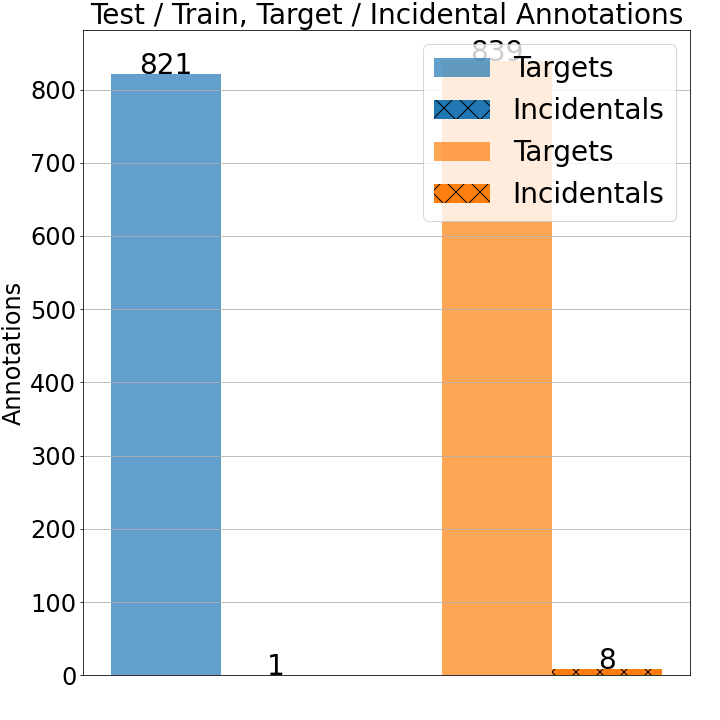 Test / Train, Target / Incidental Annotations
821
839
Targets
Incidentals
Targets
Incidentals
800
700
600
500
400
300
200
100
0
Annotations
1
8